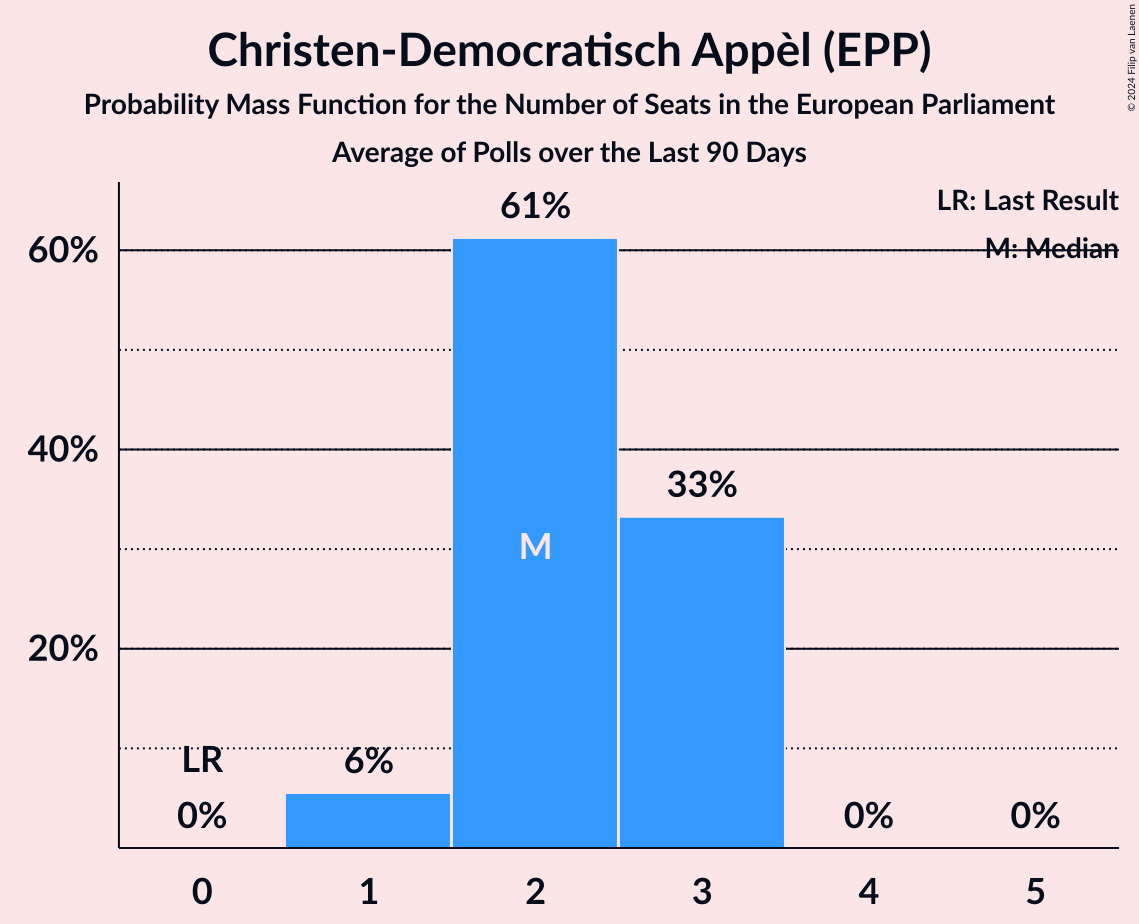 Christen-Democratisch Appèl (EPP)
Probability Mass Function for the Number of Seats in the European Parliament
Average of Polls over the Last 90 Days
© 2024 Filip van Laenen
LR: Last Result
M: Median
61%
60%
40%
33%
M
20%
LR
6%
0%
0%
0%
0 1 2 3 4 5